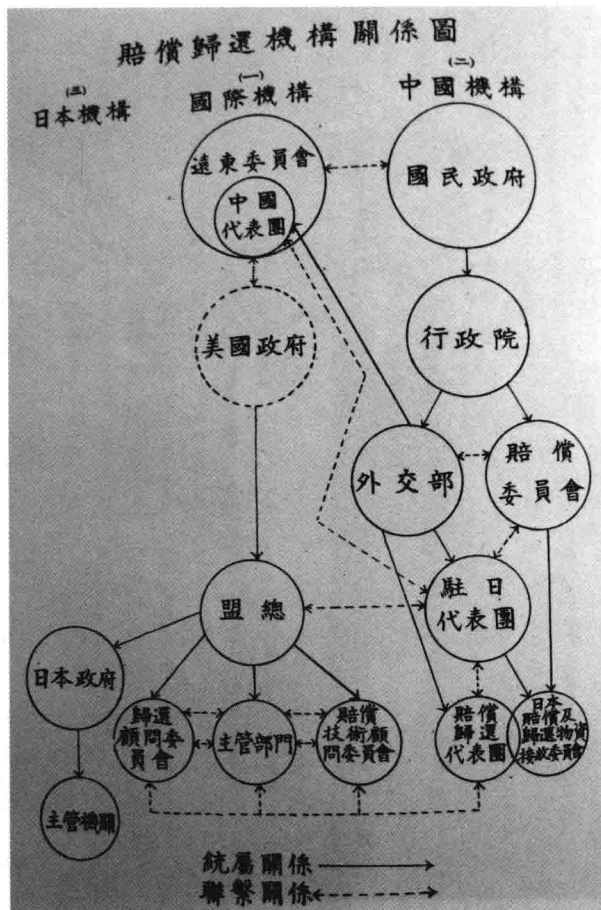 賠償歸還機構關係圖
(三)
日本機構
(一)
國際機構
(二)
中國機構
遠東委員會
中國
代表團
國民政府
美國政府
行政院
外交部
賠償
委員會
盟總
駐日
代表團
日本政府
歸還
顧問委
員會
主管部門
賠償
技術顧
問委員會
賠償
歸還
代表團
日本
賠償及
歸還物資
接收委員會
主管機關
統屬關係
聯繫關係